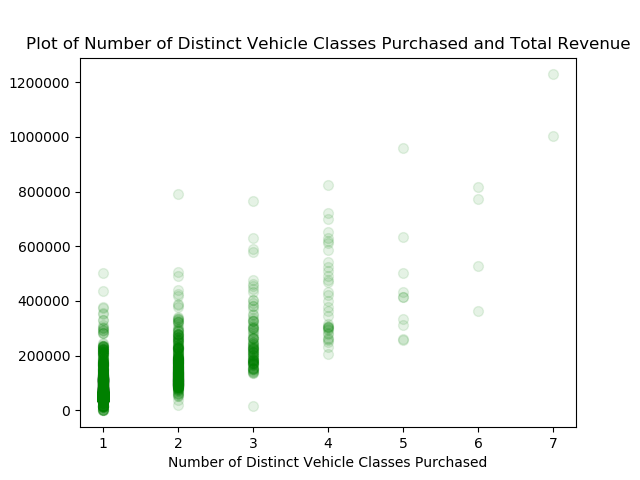 Plot of Number of Distinct Vehicle Classes Purchased and Total Revenue
1200000
1000000
800000
600000
400000
200000
0
1 2 3 4 5 6 7
Number of Distinct Vehicle Classes Purchased